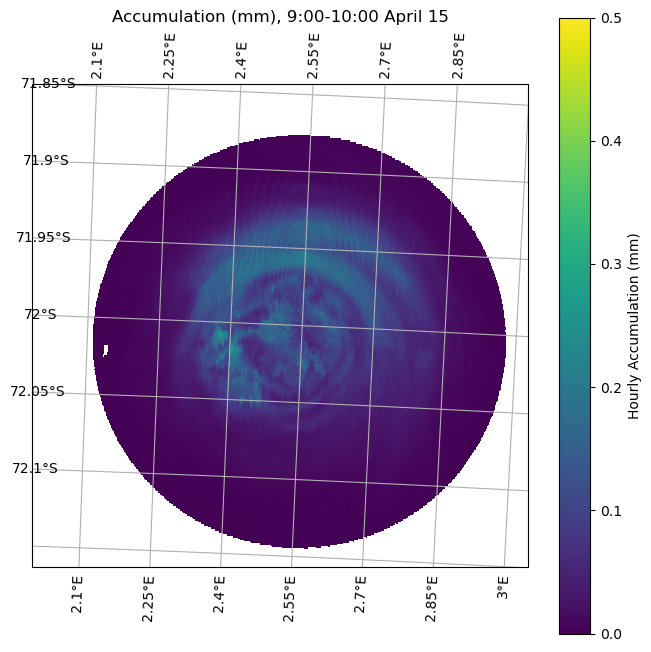 Accumulation (mm), 9:00-10:00 April 15
2.1°E
2.25°E
2.4°E
2.55°E
2.7°E
2.85°E
71.85°S
71.9°S
71.95°S
72°S
72.05°S
72.1°S
2.1°E
2.25°E
2.4°E
2.55°E
2.7°E
2.85°E
3°E
0.5
0.4
0.3
0.2
0.1
0.0
Hourly Accumulation (mm)